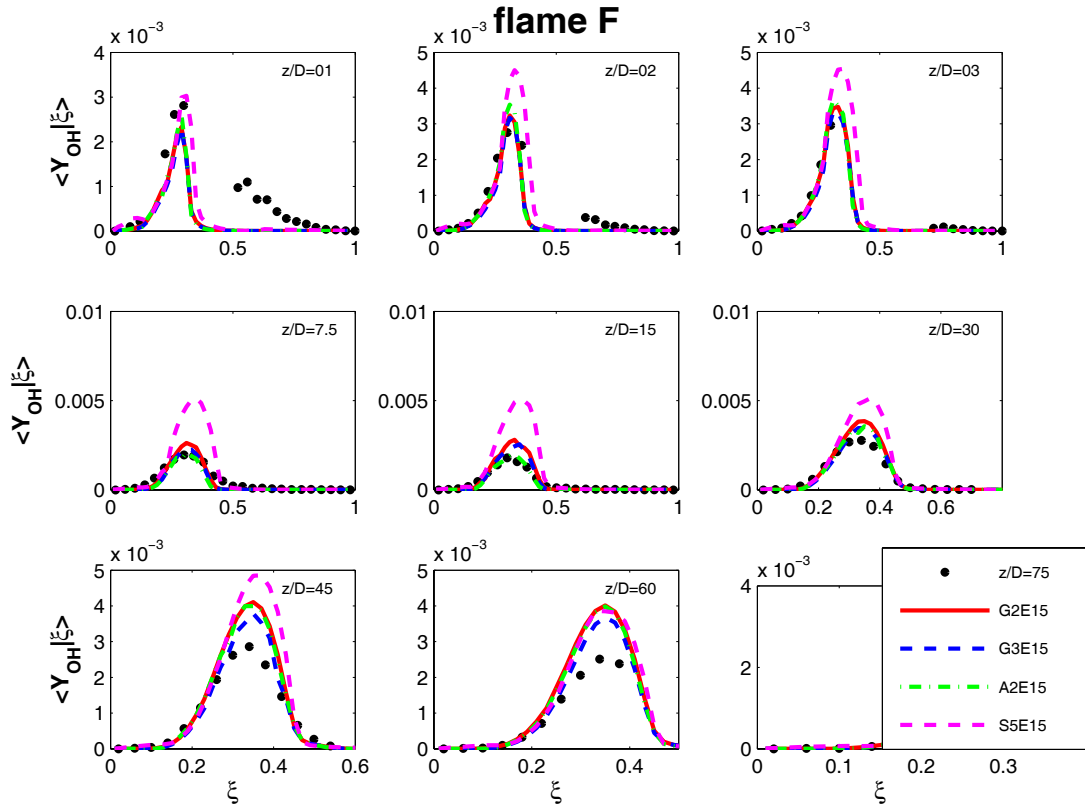 flame F
x 10⁻³ x 10⁻³ x 10⁻³
4 5 5
z/D=01 z/D=02 z/D=03
3 4 4
<Y_OH|ξ> 2 3 3
2 2
1 1 1
0 0 0
0 0.5 1 0 0.5 1 0 0.5 1
0.01 0.01 0.01
z/D=7.5 z/D=15 z/D=30
<Y_OH|ξ> 0.005 0.005 0.005
0 0 0
0 0.5 1 0 0.5 1 0 0.2 0.4 0.6
x 10⁻³ x 10⁻³ x 10⁻³
5 5 4
z/D=45 z/D=60 z/D=75
4 4 G2E15
3 3 3 G3E15
<Y_OH|ξ> 2 2 2 A2E15
1 1 1 S5E15
0 0 0
0 0.2 0.4 0.6 0 0.2 0.4 0 0.1 0.2 0.3
ξ ξ ξ